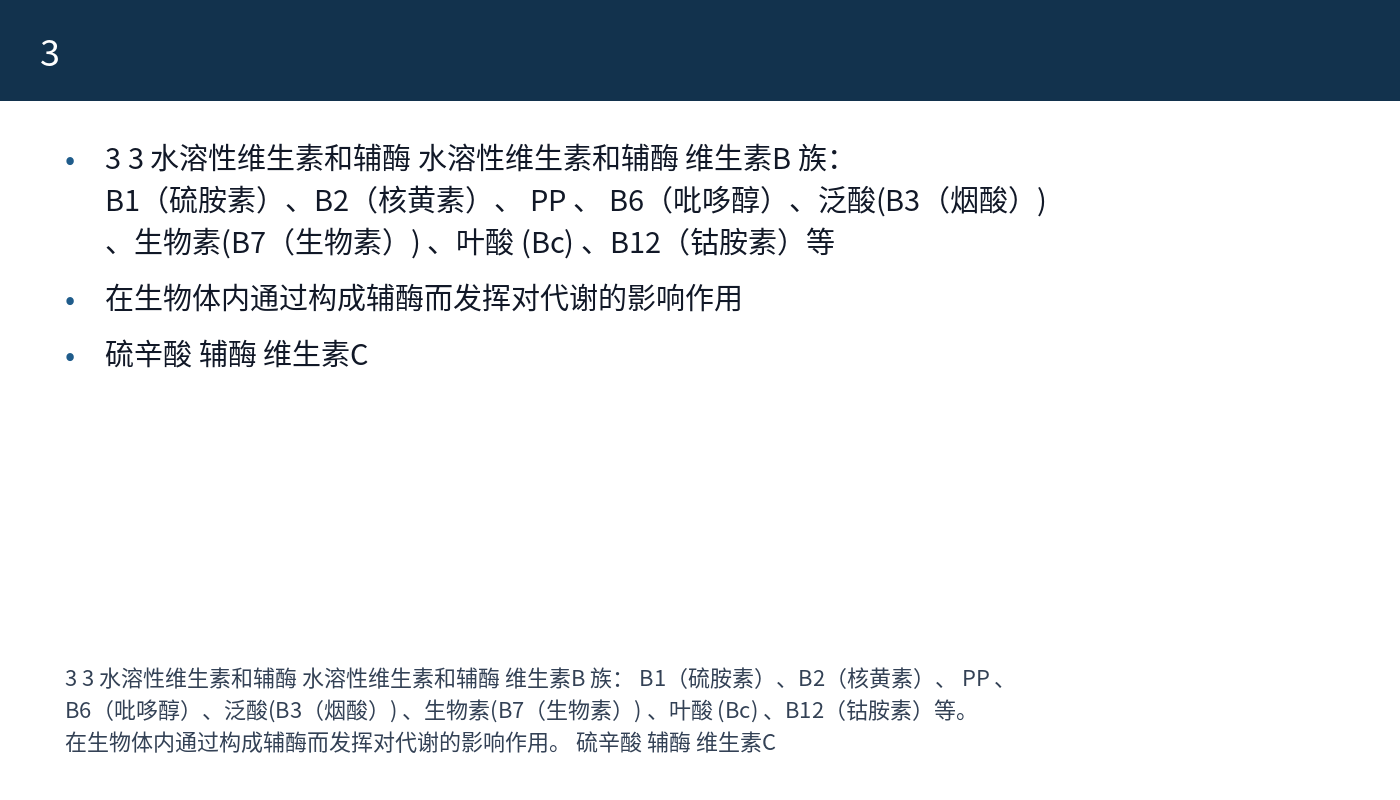 3
• 3 3 水溶性维生素和辅酶 水溶性维生素和辅酶 维生素B 族：
B1（硫胺素）、B2（核黄素）、 PP 、 B6（吡哆醇）、泛酸(B3（烟酸）)
、生物素(B7（生物素）) 、叶酸 (Bc) 、B12（钴胺素）等
• 在生物体内通过构成辅酶而发挥对代谢的影响作用
• 硫辛酸 辅酶 维生素C
3 3 水溶性维生素和辅酶 水溶性维生素和辅酶 维生素B 族： B1（硫胺素）、B2（核黄素）、 PP 、
B6（吡哆醇）、泛酸(B3（烟酸）) 、生物素(B7（生物素）) 、叶酸 (Bc) 、B12（钴胺素）等。
在生物体内通过构成辅酶而发挥对代谢的影响作用。 硫辛酸 辅酶 维生素C